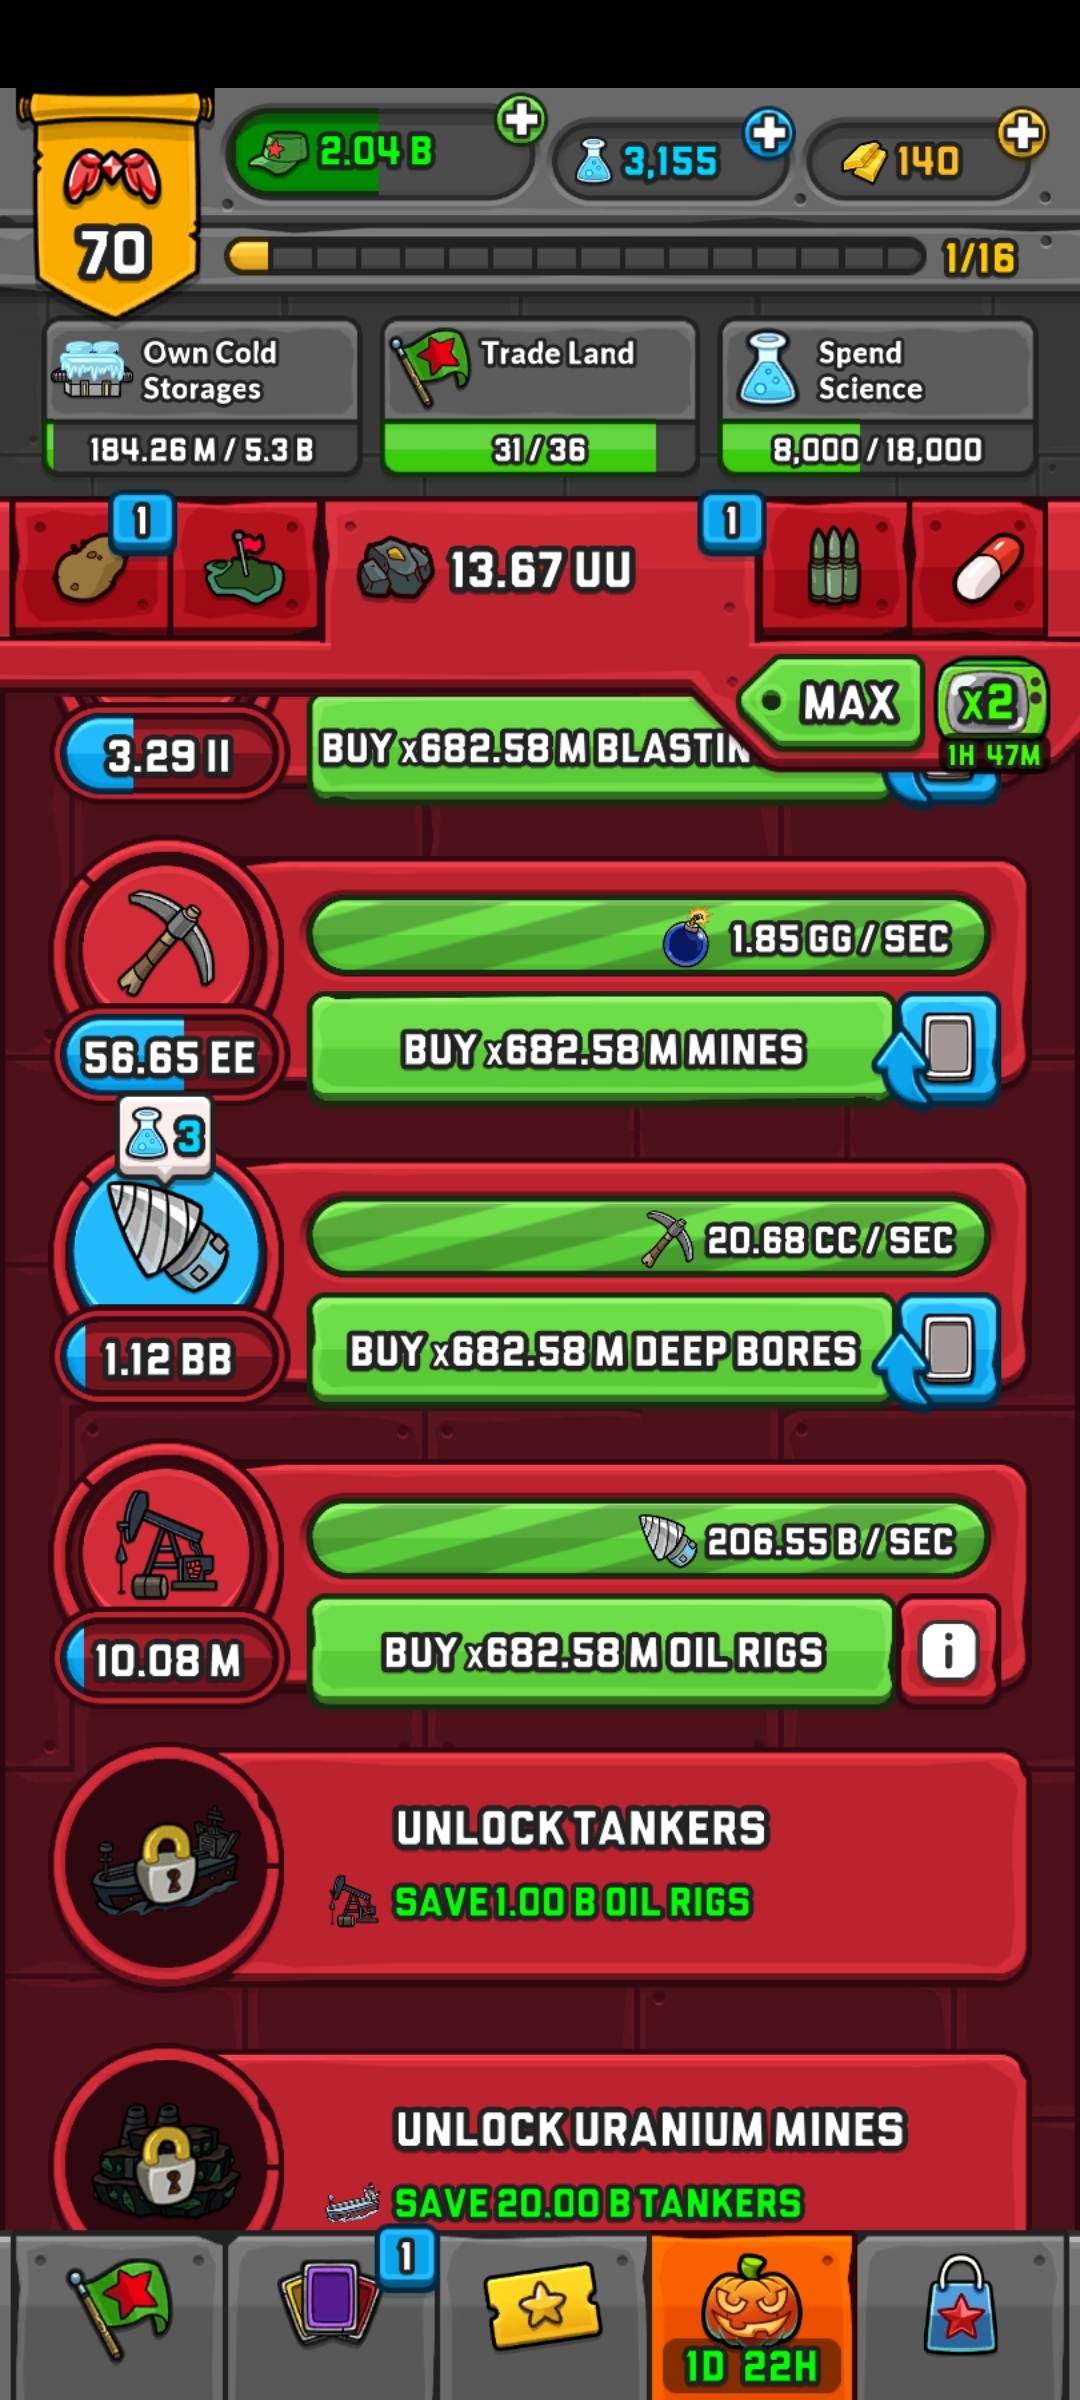 70
2.04 B
3,155
140
1/16
Own Cold
Storages
184.26 M / 5.3 B
Trade Land
31 / 36
Spend
Science
8,000 / 18,000
1
13.67 UU
1
MAX
x2
1H 47M
3.29 II
BUY x682.58 M BLASTIN
1.85 GG / SEC
56.65 EE
BUY x682.58 M MINES
3
20.68 CC / SEC
1.12 BB
BUY x682.58 M DEEP BORES
206.55 B / SEC
10.08 M
BUY x682.58 M OIL RIGS
i
UNLOCK TANKERS
SAVE 1.00 B OIL RIGS
UNLOCK URANIUM MINES
SAVE 20.00 B TANKERS
1
1D 22H